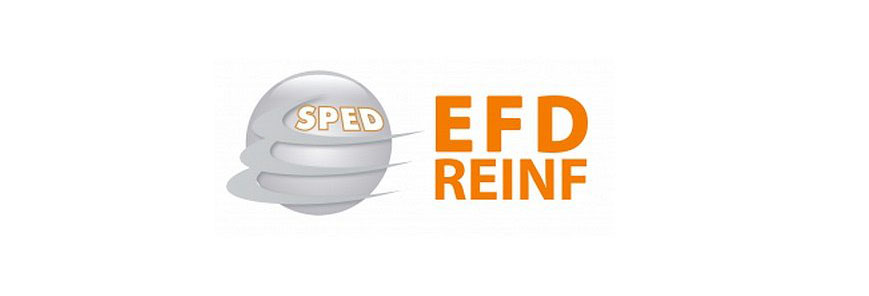 SPED
EFD
REINF